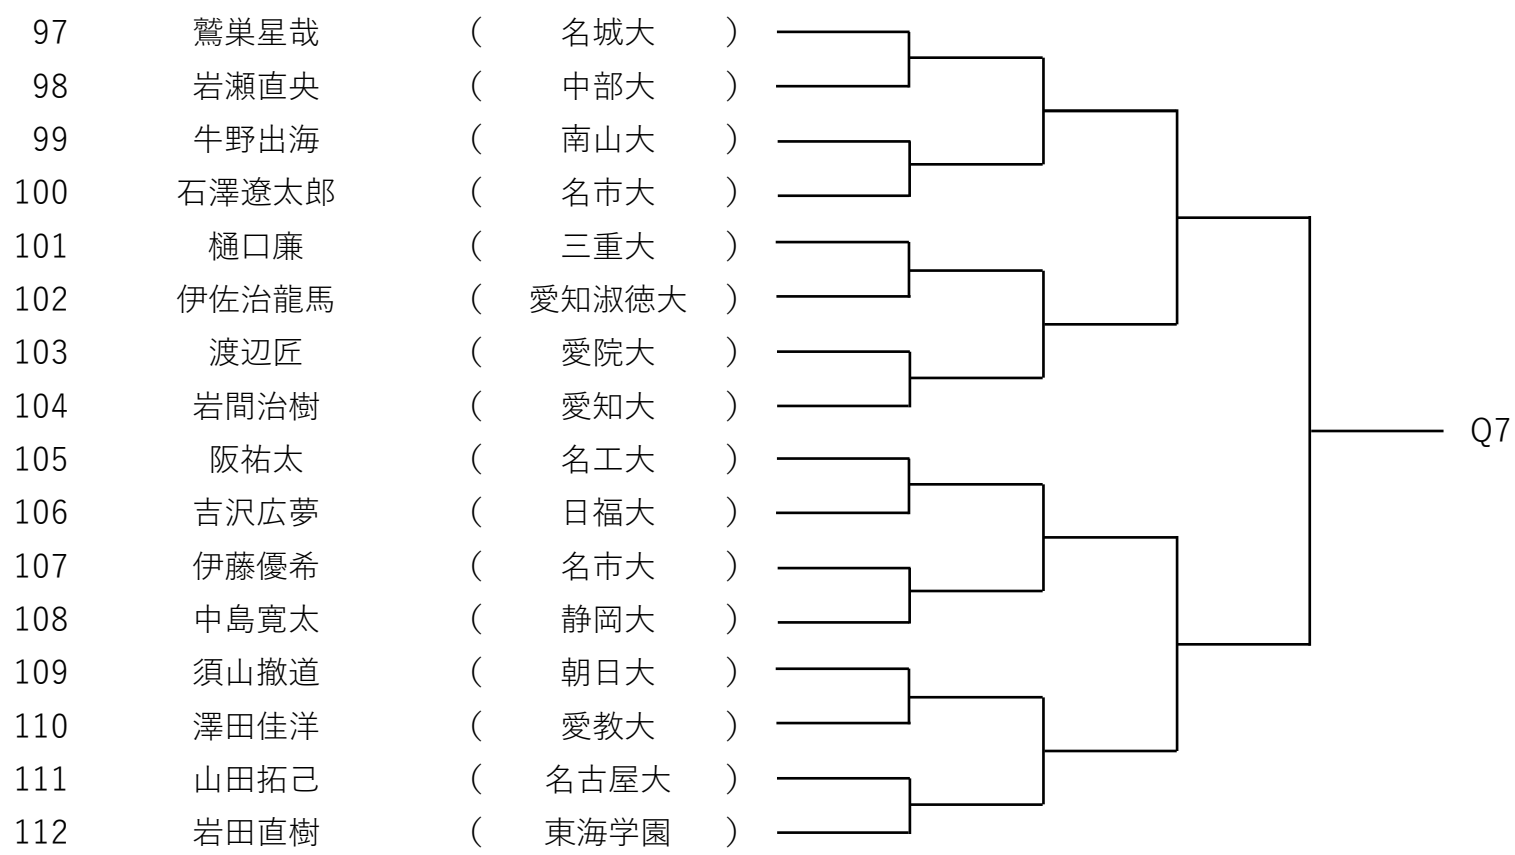 97 鷲巣星哉 ( 名城大 )
98 岩瀬直央 ( 中部大 )
99 牛野出海 ( 南山大 )
100 石澤遼太郎 ( 名市大 )
101 樋口廉 ( 三重大 )
102 伊佐治龍馬 ( 愛知淑徳大 )
103 渡辺匠 ( 愛院大 )
104 岩間治樹 ( 愛知大 )
Q7
105 阪祐太 ( 名工大 )
106 吉沢広夢 ( 日福大 )
107 伊藤優希 ( 名市大 )
108 中島寛太 ( 静岡大 )
109 須山撤道 ( 朝日大 )
110 澤田佳洋 ( 愛教大 )
111 山田拓己 ( 名古屋大 )
112 岩田直樹 ( 東海学園 )